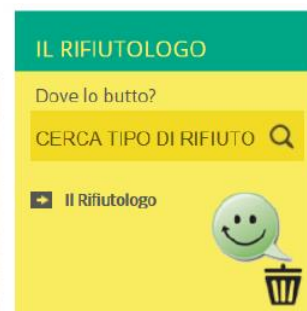 IL RIFIUTOLOGO
Dove lo butto?
CERCA TIPO DI RIFIUTO
Il Rifiutologo